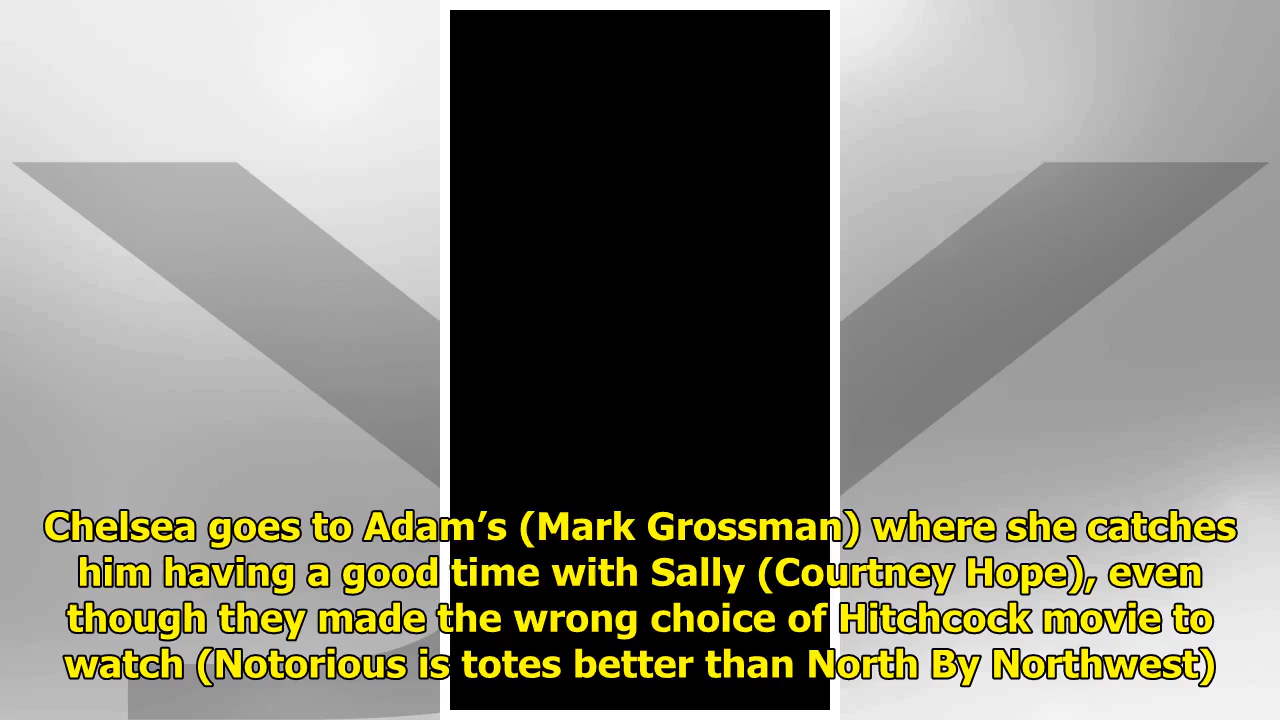 Chelsea goes to Adam’s (Mark Grossman) where she catches
him having a good time with Sally (Courtney Hope), even
though they made the wrong choice of Hitchcock movie to
watch (Notorious is totes better than North By Northwest)